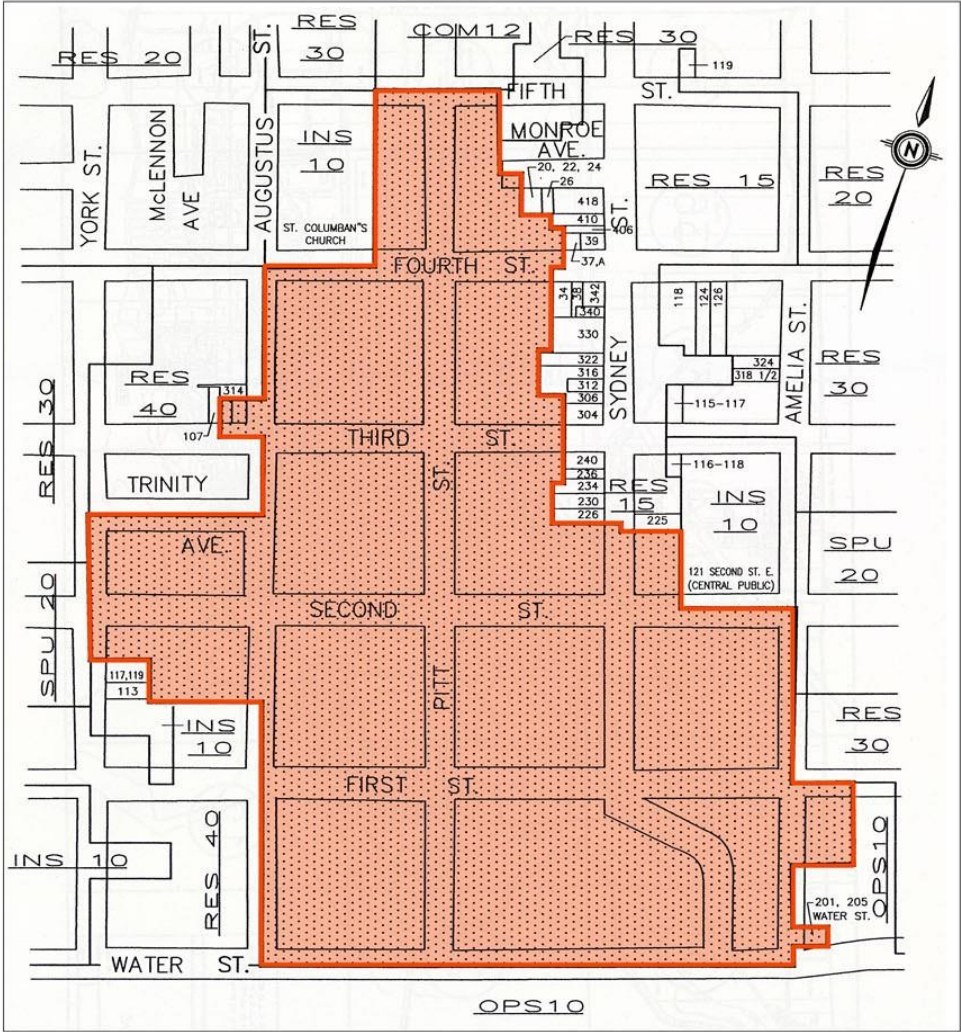 RES 20
ST.
RES
30
COM12
RES 30
119
FIFTH ST.
YORK ST.
McLENNON
AVE
AUGUSTUS
INS
10
MONROE
AVE.
ST. COLUMBAN"S
CHURCH
20, 22, 24
26
418
410
406
39
37,A
ST.
RES 15
RES
20
N
FOURTH ST.
34
38
342
340
330
322
316
312
306
304
SYDNEY
118
124
126
324
318 1/2
115-117
AMELIA ST.
RES
30
RES 30
RES
40
314
107
THIRD ST
TRINITY
AVE.
ST.
240
236
234
230
226
RES
15
225
116-118
INS
10
121 SECOND ST. E.
(CENTRAL PUBLIC)
SPU
20
SECOND ST.
SPU 20
117,119
113
INS
10
PITT
RES
30
FIRST ST.
INS 10
RES 40
OPS10
201, 205
WATER ST.
WATER ST.
OPS10